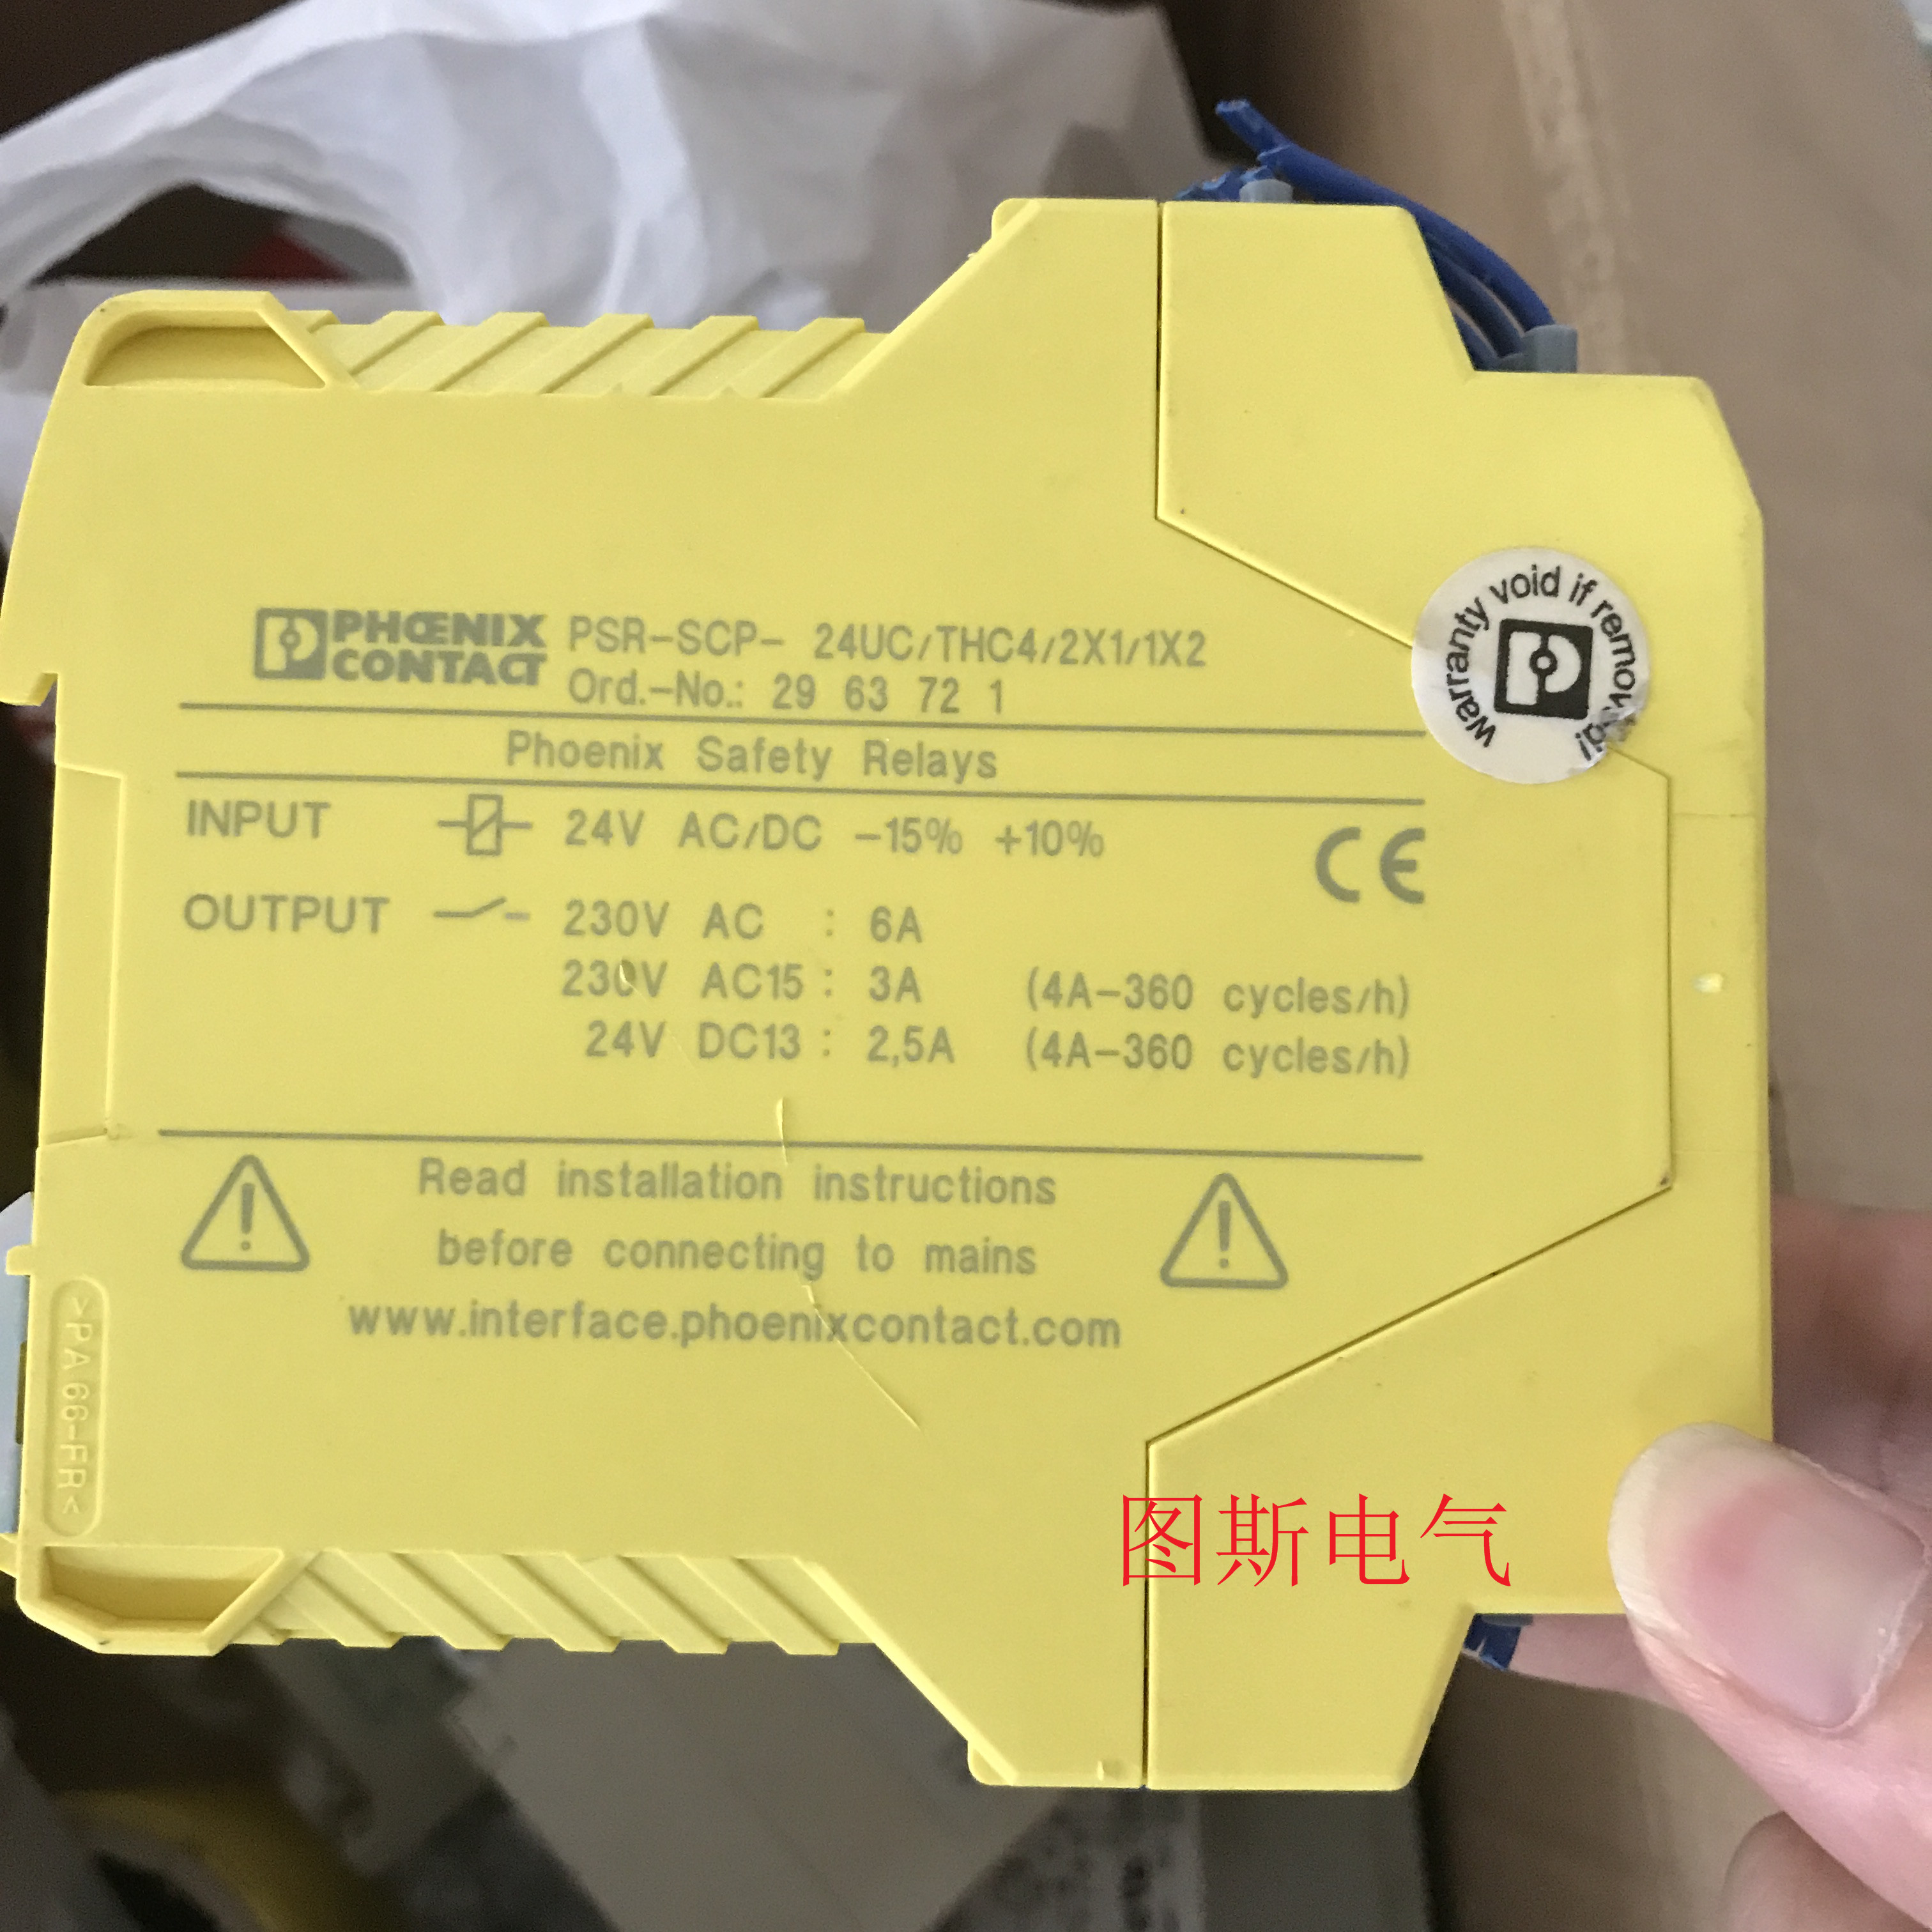 PHŒNIX
CONTACT
PSR-SCP- 24UC/THC4/2X1/1X2
Ord.-No.: 29 63 72 1
warranty void if removed!
Phoenix Safety Relays
INPUT 24V AC/DC -15% +10%
CE
OUTPUT 230V AC : 6A
230V AC15 : 3A (4A-360 cycles/h)
24V DC13 : 2,5A (4A-360 cycles/h)
Read installation instructions
before connecting to mains
www.interface.phoenixcontact.com
>PA66-FR<
图斯电气